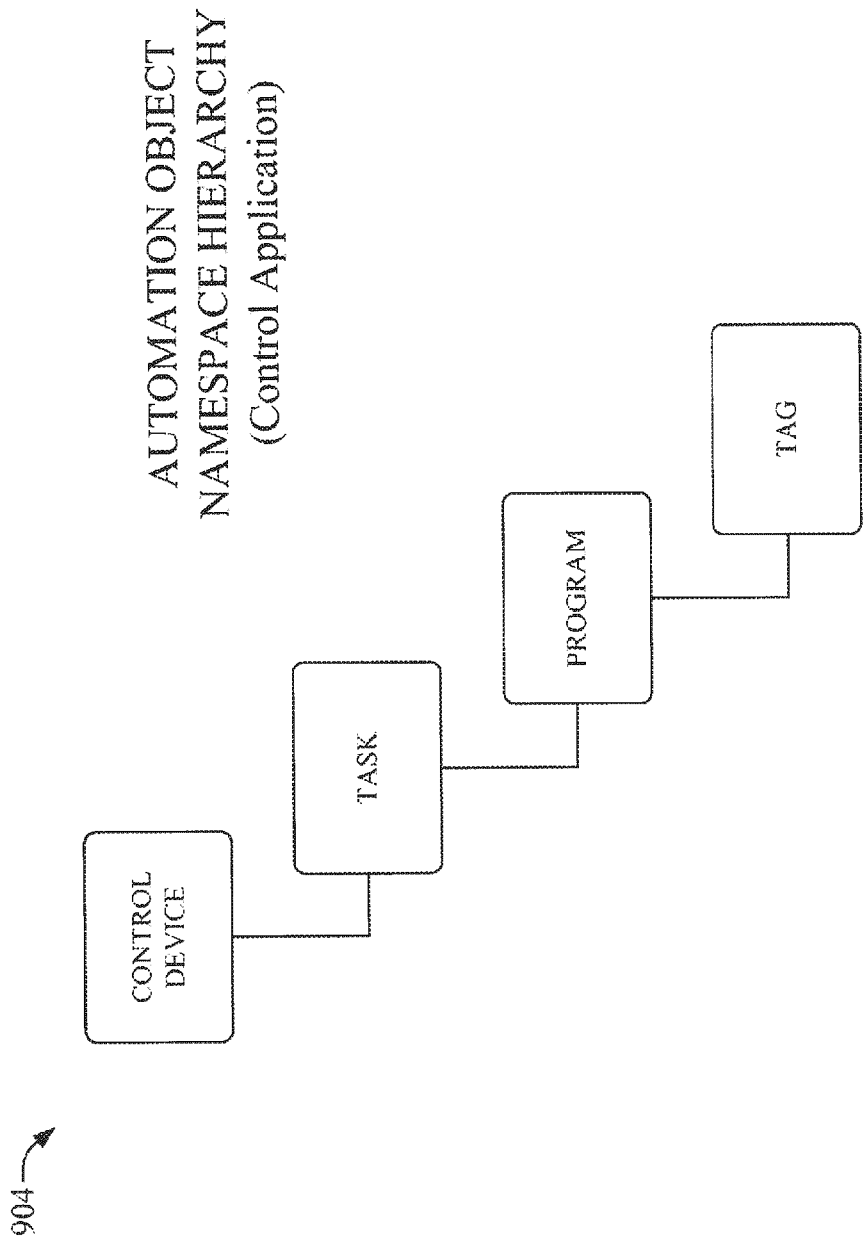 904
AUTOMATION OBJECT
NAMESPACE HIERARCHY
(Control Application)
CONTROL
DEVICE
TASK
PROGRAM
TAG